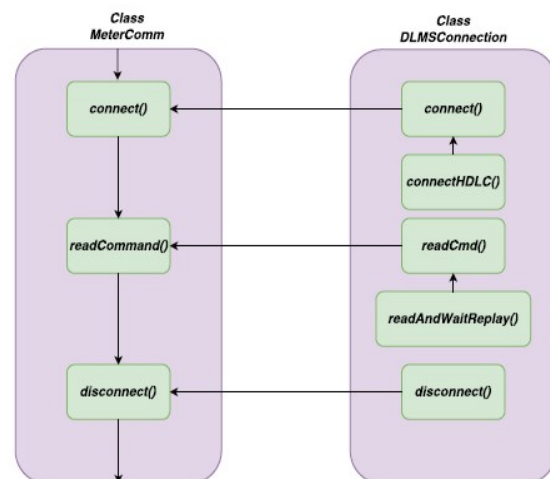 Class
MeterComm
Class
DLMSConnection
connect()
connect()
connectHDLC()
readCommand()
readCmd()
readAndWaitReplay()
disconnect()
disconnect()